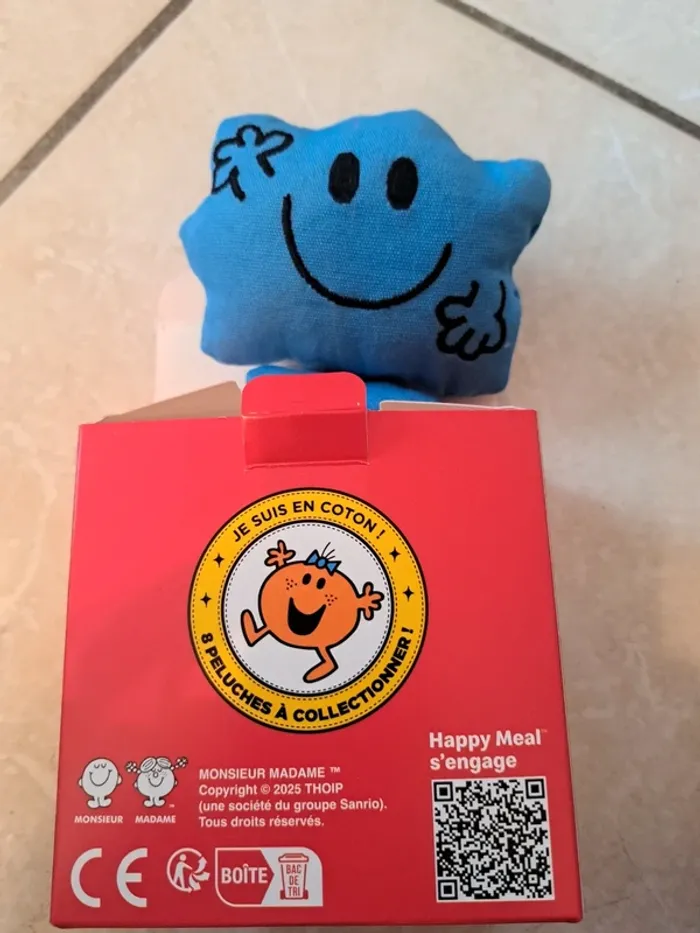 JE SUIS EN COTON !
8 PELUCHES À COLLECTIONNER !
Happy Meal™
s'engage
MONSIEUR MADAME ™
Copyright © 2025 THOIP
(une société du groupe Sanrio).
Tous droits réservés.
MONSIEUR
MADAME
™
CE
BOÎTE
BAC
DE
TRI